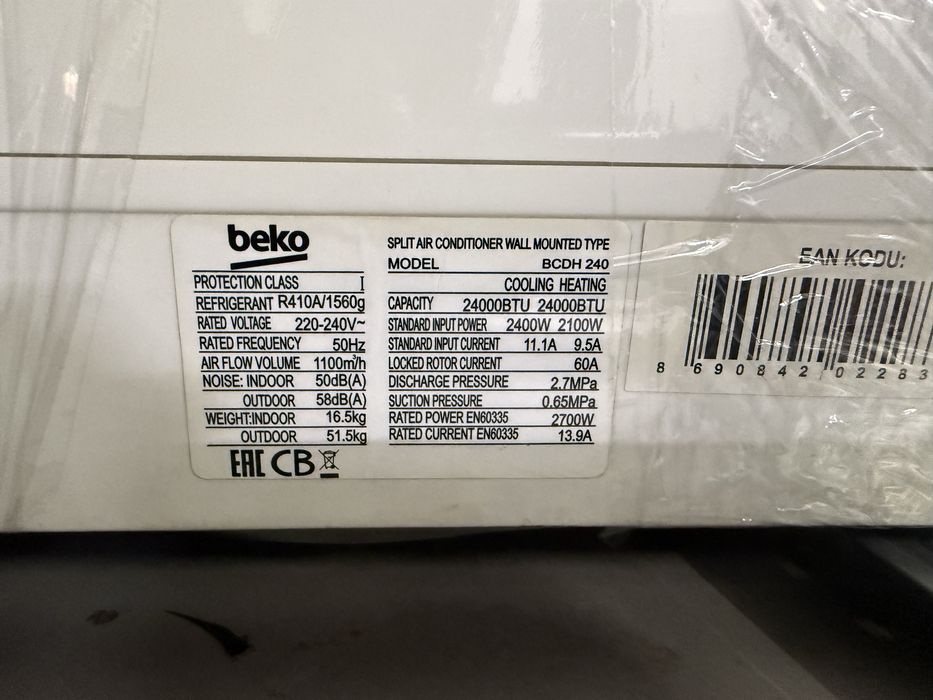 beko
PROTECTION CLASS I
REFRIGERANT R410A/1560g
RATED VOLTAGE 220-240V~
RATED FREQUENCY 50Hz
AIR FLOW VOLUME 1100m³/h
NOISE: INDOOR 50dB(A)
OUTDOOR 58dB(A)
WEIGHT:INDOOR 16.5kg
OUTDOOR 51.5kg
EAC CB
SPLIT AIR CONDITIONER WALL MOUNTED TYPE
MODEL BCDH 240
COOLING HEATING
CAPACITY 24000BTU 24000BTU
STANDARD INPUT POWER 2400W 2100W
STANDARD INPUT CURRENT 11.1A 9.5A
LOCKED ROTOR CURRENT 60A
DISCHARGE PRESSURE 2.7MPa
SUCTION PRESSURE 0.65MPa
RATED POWER EN60335 2700W
RATED CURRENT EN60335 13.9A
EAN KODU:
8 690842 02283